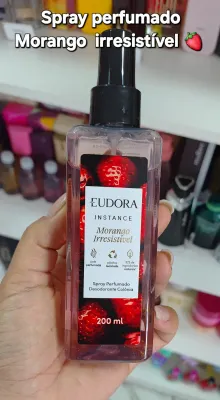 Spray perfumado
Morango irresistível 🍓
EUDORA
INSTANCE
Morango
Irresistível
Spray Perfumado
Desodorante Colônia
200 ml